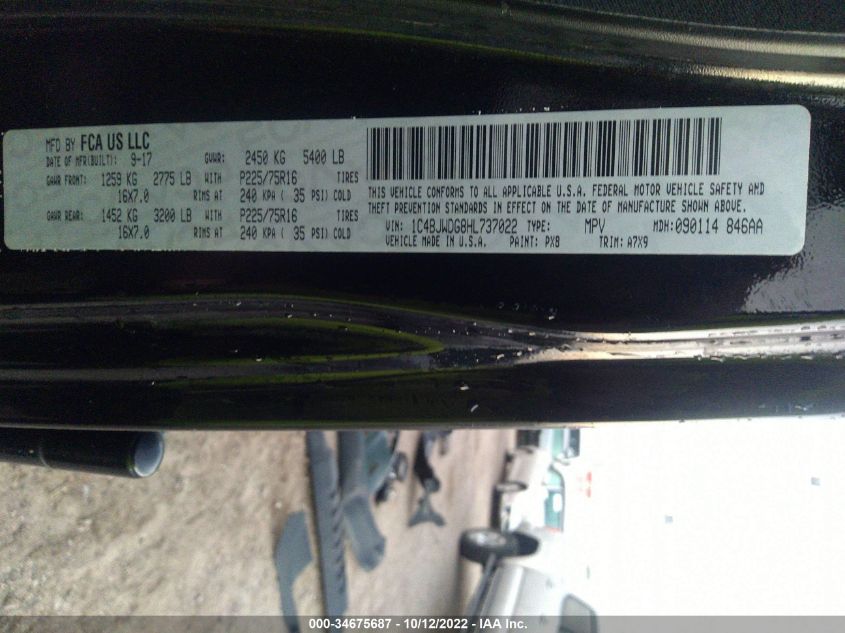 MFD BY FCA US LLC
DATE OF MFR(BUILT): 9-17 GVWR: 2450 KG 5400 LB
GAWR FRONT: 1259 KG 2775 LB WITH P225/75R16 TIRES
16X7.0 RIMS AT 240 KPA ( 35 PSI) COLD
GAWR REAR: 1452 KG 3200 LB WITH P225/75R16 TIRES
16X7.0 RIMS AT 240 KPA ( 35 PSI) COLD
THIS VEHICLE CONFORMS TO ALL APPLICABLE U.S.A. FEDERAL MOTOR VEHICLE SAFETY AND
THEFT PREVENTION STANDARDS IN EFFECT ON THE DATE OF MANUFACTURE SHOWN ABOVE.
VIN: 1C4BJWDG8HL737022 TYPE: MPV MDH: 090114 846AA
VEHICLE MADE IN U.S.A. PAINT: PX8 TRIM: A7X9
000-34675687 - 10/12/2022 - IAA Inc.